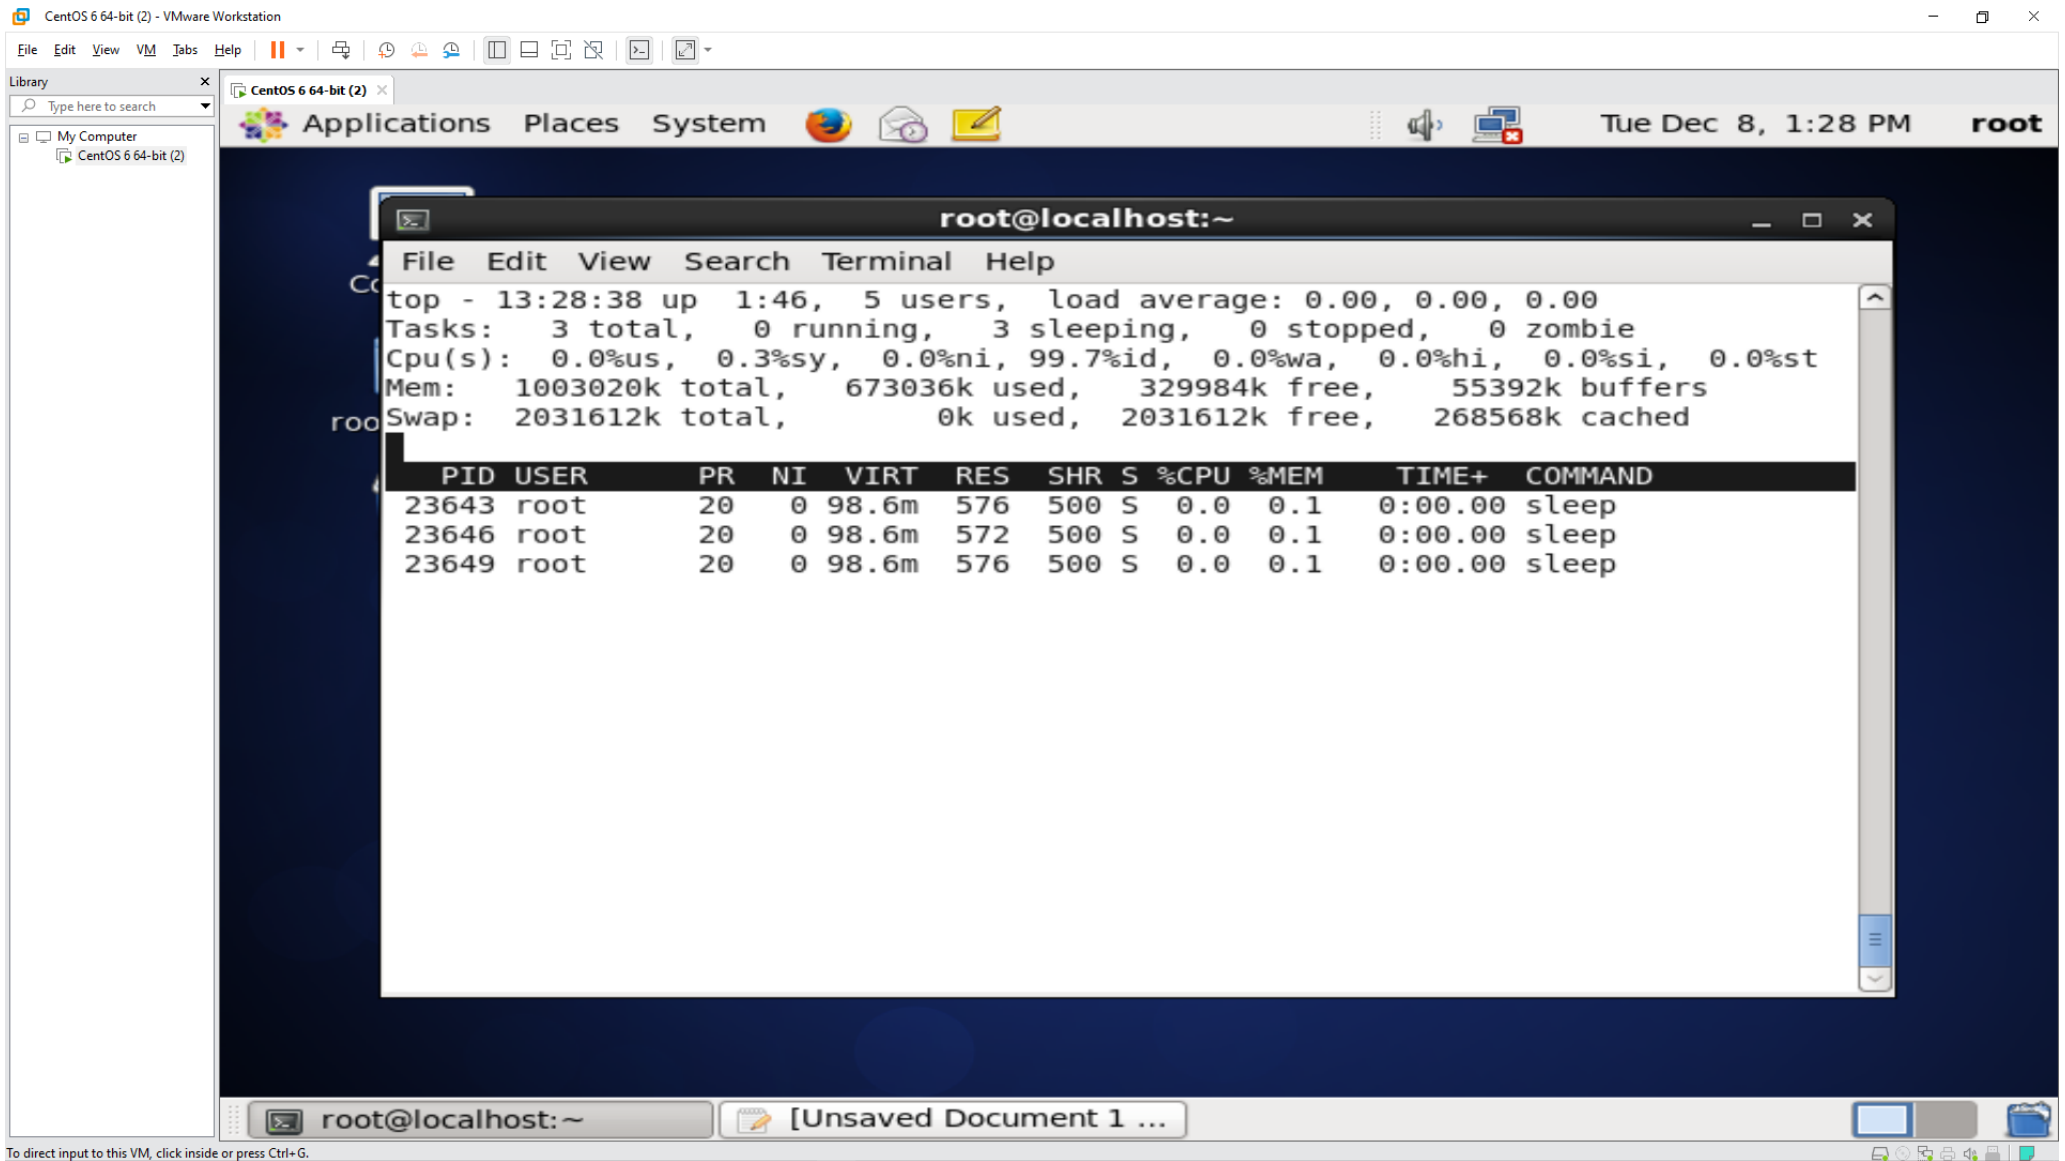 CentOS 6 64-bit (2) - VMware Workstation
File Edit View VM Tabs Help
Library
Type here to search
My Computer
CentOS 6 64-bit (2)
CentOS 6 64-bit (2)
Applications Places System Tue Dec 8, 1:28 PM root
root@localhost:~
File Edit View Search Terminal Help
top - 13:28:38 up 1:46, 5 users, load average: 0.00, 0.00, 0.00
Tasks: 3 total, 0 running, 3 sleeping, 0 stopped, 0 zombie
Cpu(s): 0.0%us, 0.3%sy, 0.0%ni, 99.7%id, 0.0%wa, 0.0%hi, 0.0%si, 0.0%st
Mem: 1003020k total, 673036k used, 329984k free, 55392k buffers
Swap: 2031612k total, 0k used, 2031612k free, 268568k cached
PID USER PR NI VIRT RES SHR S %CPU %MEM TIME+ COMMAND
23643 root 20 0 98.6m 576 500 S 0.0 0.1 0:00.00 sleep
23646 root 20 0 98.6m 572 500 S 0.0 0.1 0:00.00 sleep
23649 root 20 0 98.6m 576 500 S 0.0 0.1 0:00.00 sleep
root@localhost:~
[Unsaved Document 1 ...
To direct input to this VM, click inside or press Ctrl+G.